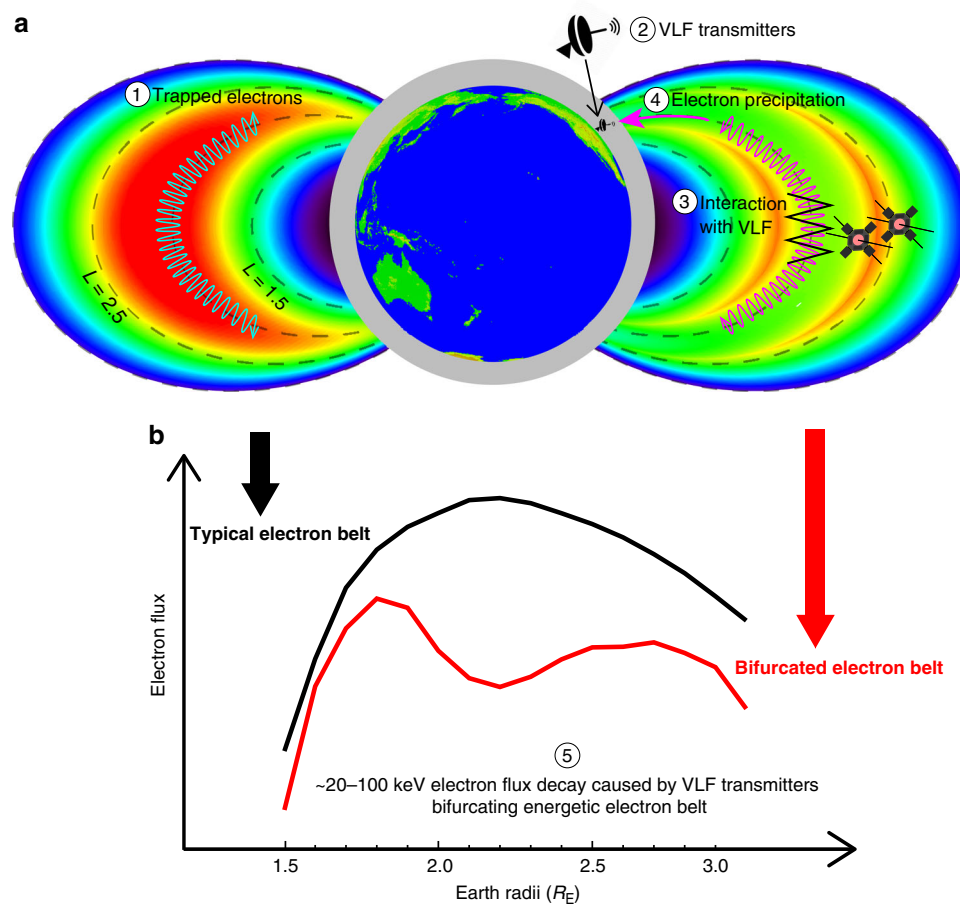 a
② VLF transmitters
① Trapped electrons
④ Electron precipitation
③ Interaction
with VLF
L = 2.5
L = 1.5
b
Typical electron belt
Bifurcated electron belt
Electron flux
⑤
~20–100 keV electron flux decay caused by VLF transmitters
bifurcating energetic electron belt
1.5 2.0 2.5 3.0
Earth radii (R_E)